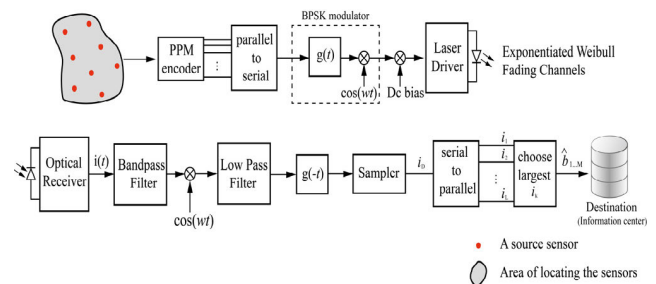 BPSK modulator
PPM
encoder
parallel
to
serial
g(t)
cos(wt)
Dc bias
Laser
Driver
Exponentiated Weibull
Fading Channels
Optical
Receiver
i(t)
Bandpass
Filter
cos(wt)
Low Pass
Filter
g(-t)
Sampler
i_D
serial
to
parallel
i_1
i_2
i_L
choose
largest
i_k
b̂_1...M
Destination
(Information center)
A source sensor
Area of locating the sensors